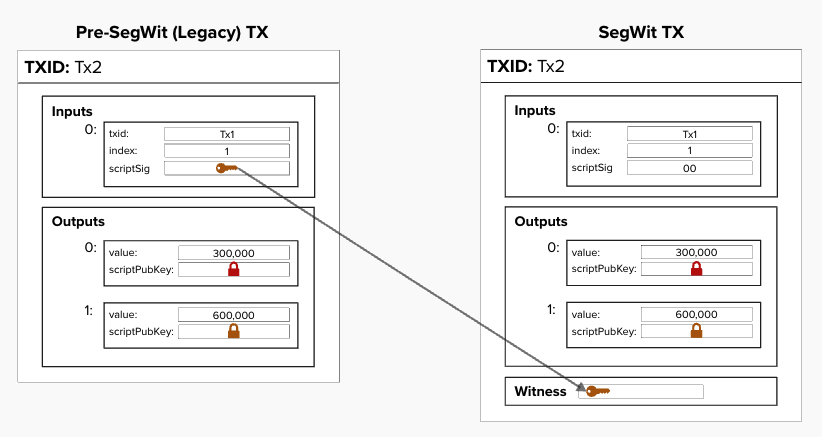 Pre-SegWit (Legacy) TX
TXID: Tx2
Inputs
0:
txid: Tx1
index: 1
scriptSig
Outputs
0:
value: 300,000
scriptPubKey:
1:
value: 600,000
scriptPubKey:
SegWit TX
TXID: Tx2
Inputs
0:
txid: Tx1
index: 1
scriptSig 00
Outputs
0:
value: 300,000
scriptPubKey:
1:
value: 600,000
scriptPubKey:
Witness